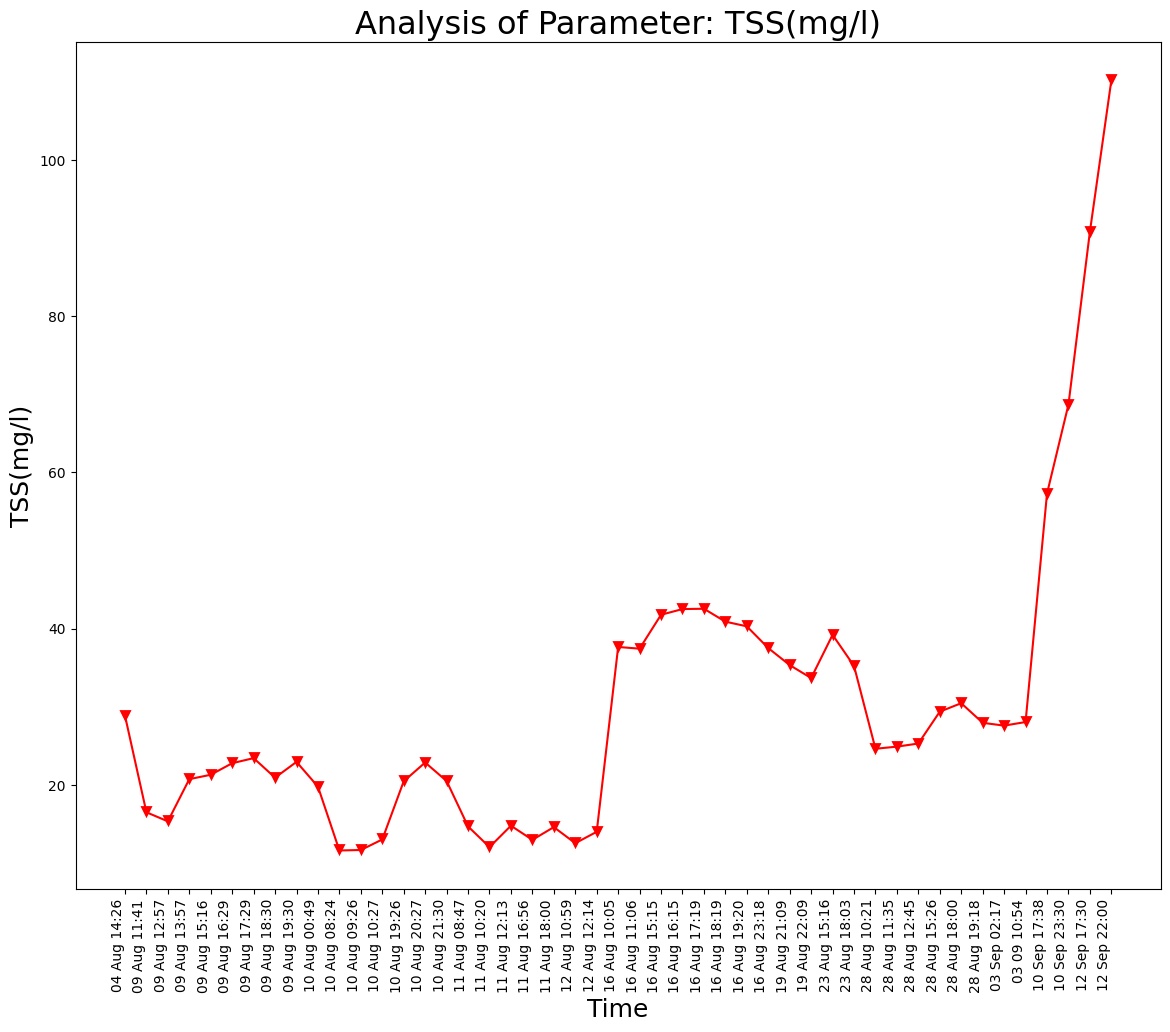 Analysis of Parameter: TSS(mg/l)
TSS(mg/l)
100
80
60
40
20
04 Aug 14:26
09 Aug 11:41
09 Aug 12:57
09 Aug 13:57
09 Aug 15:16
09 Aug 16:29
09 Aug 17:29
09 Aug 18:30
09 Aug 19:30
10 Aug 00:49
10 Aug 08:24
10 Aug 09:26
10 Aug 10:27
10 Aug 19:26
10 Aug 20:27
10 Aug 21:30
11 Aug 08:47
11 Aug 10:20
11 Aug 12:13
11 Aug 16:56
11 Aug 18:00
12 Aug 10:59
12 Aug 12:14
16 Aug 10:05
16 Aug 11:06
16 Aug 15:15
16 Aug 16:15
16 Aug 17:19
16 Aug 18:19
16 Aug 19:20
16 Aug 23:18
19 Aug 21:09
19 Aug 22:09
23 Aug 15:16
23 Aug 18:03
28 Aug 10:21
28 Aug 11:35
28 Aug 12:45
28 Aug 15:26
28 Aug 18:00
28 Aug 19:18
03 Sep 02:17
03 09 10:54
10 Sep 17:38
10 Sep 23:30
12 Sep 17:30
12 Sep 22:00
Time